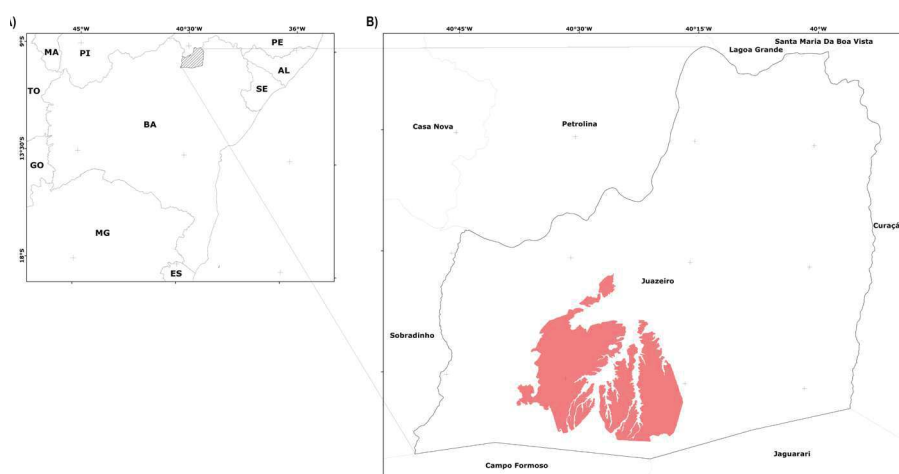 A)
45°W
40°30'W
36°W
9°S
13°30'S
18°S
MA
PI
PE
AL
SE
TO
BA
GO
MG
ES
B)
40°45'W
40°30'W
40°15'W
40°W
Santa Maria Da Boa Vista
Lagoa Grande
Casa Nova
Petrolina
Curaçá
Juazeiro
Sobradinho
Campo Formoso
Jaguarari